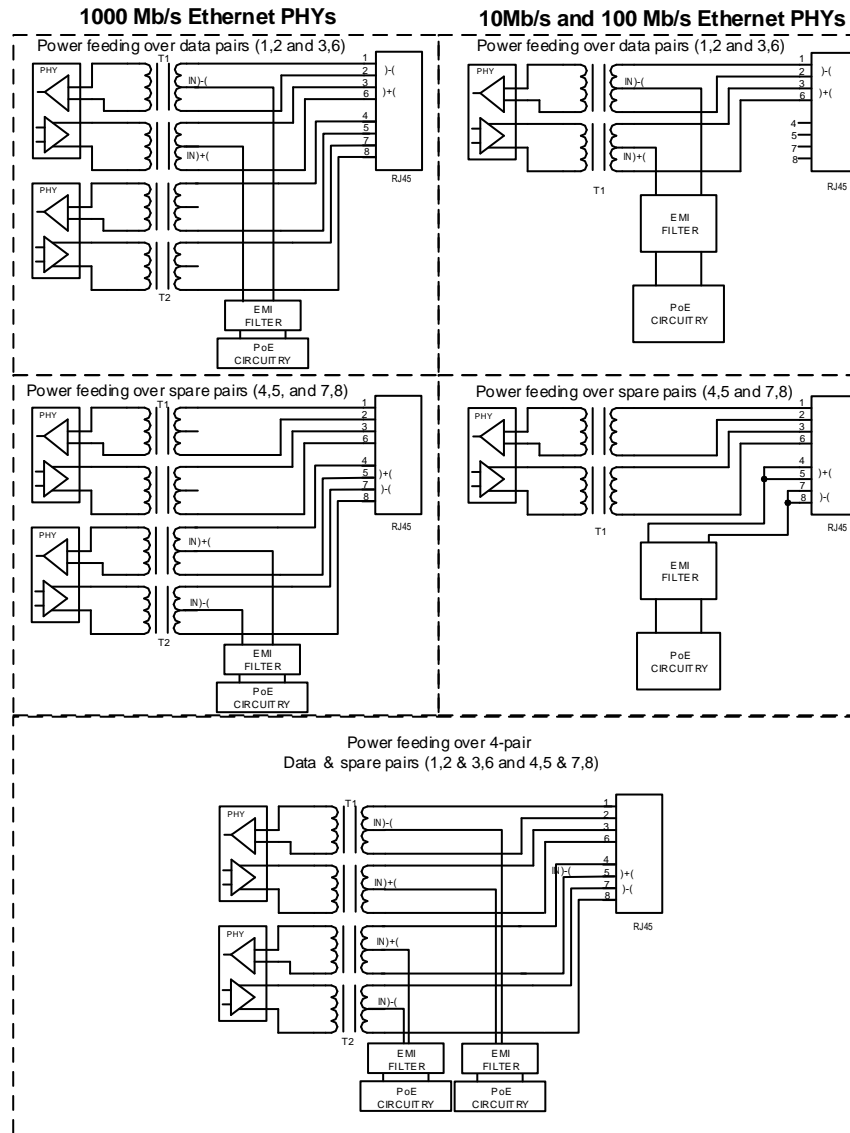 1000 Mb/s Ethernet PHYs
10Mb/s and 100 Mb/s Ethernet PHYs
Power feeding over data pairs (1,2 and 3,6)
T1
PHY
IN)-(
1
2
3
6
)-(
)+(
4
5
7
8
IN)+(
PHY
RJ45
T2
EMI
FILTER
PoE
CIRCUITRY
Power feeding over data pairs (1,2 and 3,6)
PHY
IN)-(
1
2
3
6
)-(
)+(
4
5
7
8
IN)+(
T1
RJ45
EMI
FILTER
PoE
CIRCUITRY
Power feeding over spare pairs (4,5, and 7,8)
T1
PHY
1
2
3
6
4
5
7
8
)+(
)-(
RJ45
PHY
IN)+(
IN)-(
T2
EMI
FILTER
PoE
CIRCUITRY
Power feeding over spare pairs (4,5 and 7,8)
PHY
1
2
3
6
4
5
7
8
)+(
)-(
T1
RJ45
EMI
FILTER
PoE
CIRCUITRY
Power feeding over 4-pair
Data & spare pairs (1,2 & 3,6 and 4,5 & 7,8)
T1
PHY
IN)-(
1
2
3
6
IN)-(
4
5
7
8
)+(
)-(
IN)+(
RJ45
PHY
IN)+(
IN)-(
T2
EMI
FILTER
EMI
FILTER
PoE
CIRCUITRY
PoE
CIRCUITRY